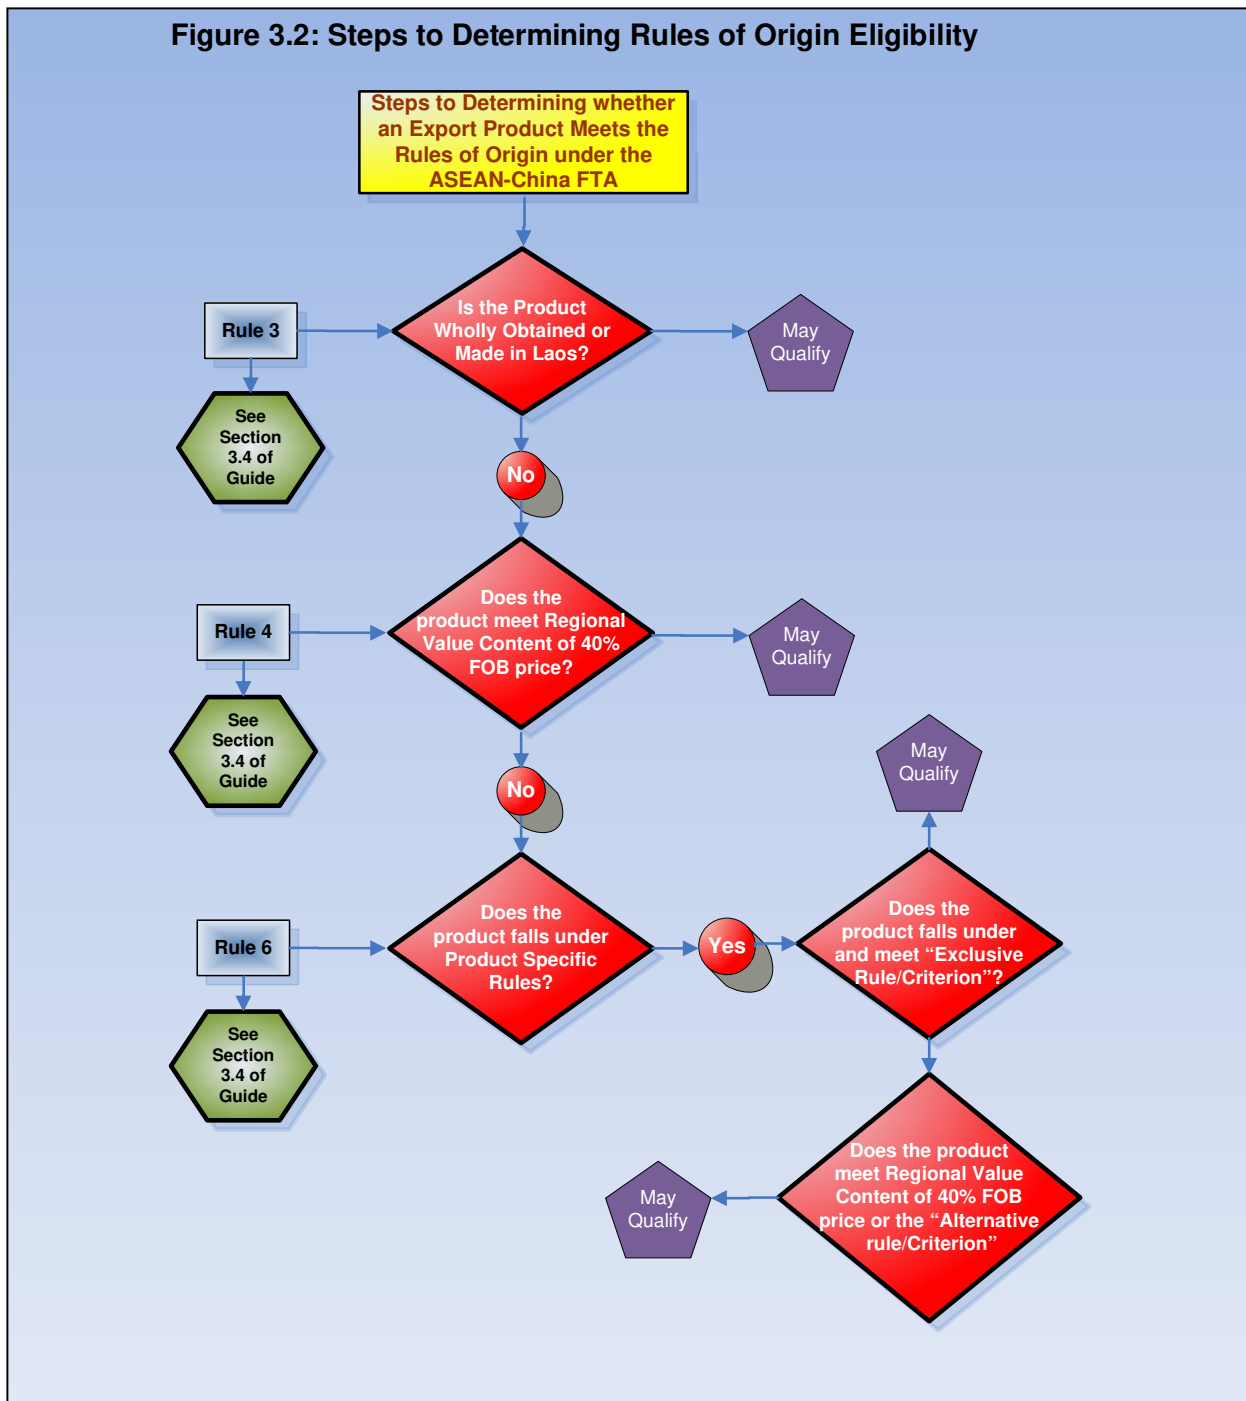 Figure 3.2: Steps to Determining Rules of Origin Eligibility
Steps to Determining whether
an Export Product Meets the
Rules of Origin under the
ASEAN-China FTA
Rule 3
Is the Product
Wholly Obtained or
Made in Laos?
May
Qualify
See
Section
3.4 of
Guide
No
Rule 4
Does the
product meet Regional
Value Content of 40%
FOB price?
May
Qualify
See
Section
3.4 of
Guide
No
May
Qualify
Rule 6
Does the
product falls under
Product Specific
Rules?
Yes
Does the
product falls under
and meet “Exclusive
Rule/Criterion”?
See
Section
3.4 of
Guide
May
Qualify
Does the product
meet Regional Value
Content of 40% FOB
price or the “Alternative
rule/Criterion”